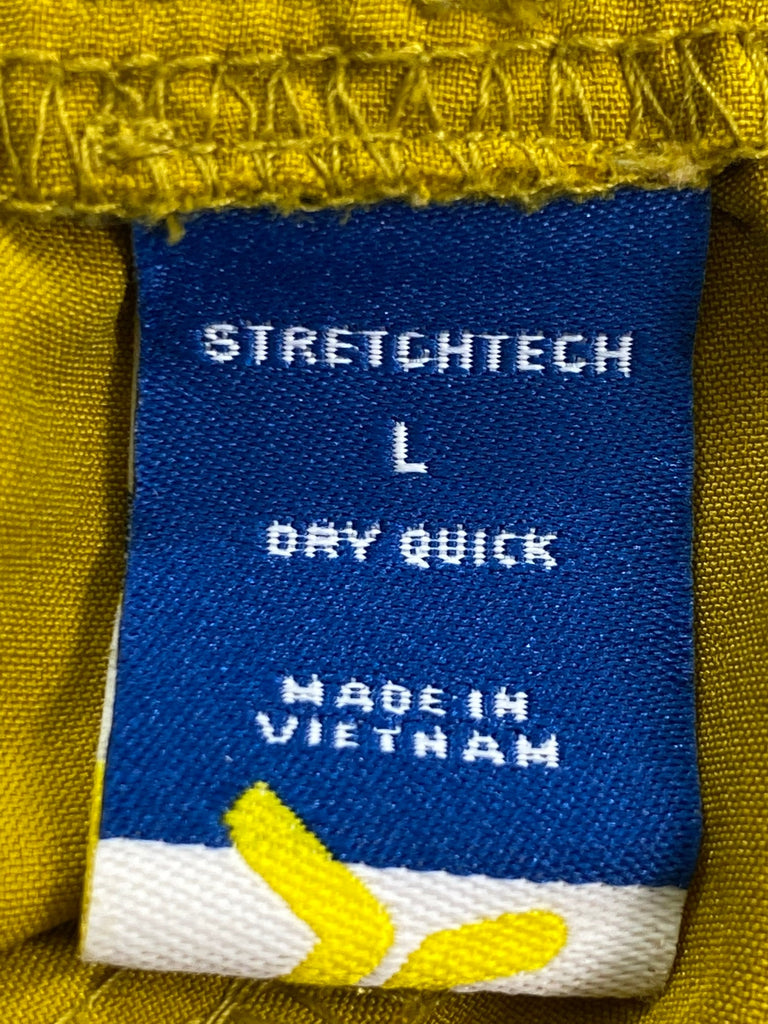 STRETCHTECH
L
DRY QUICK
MADE IN
VIETNAM